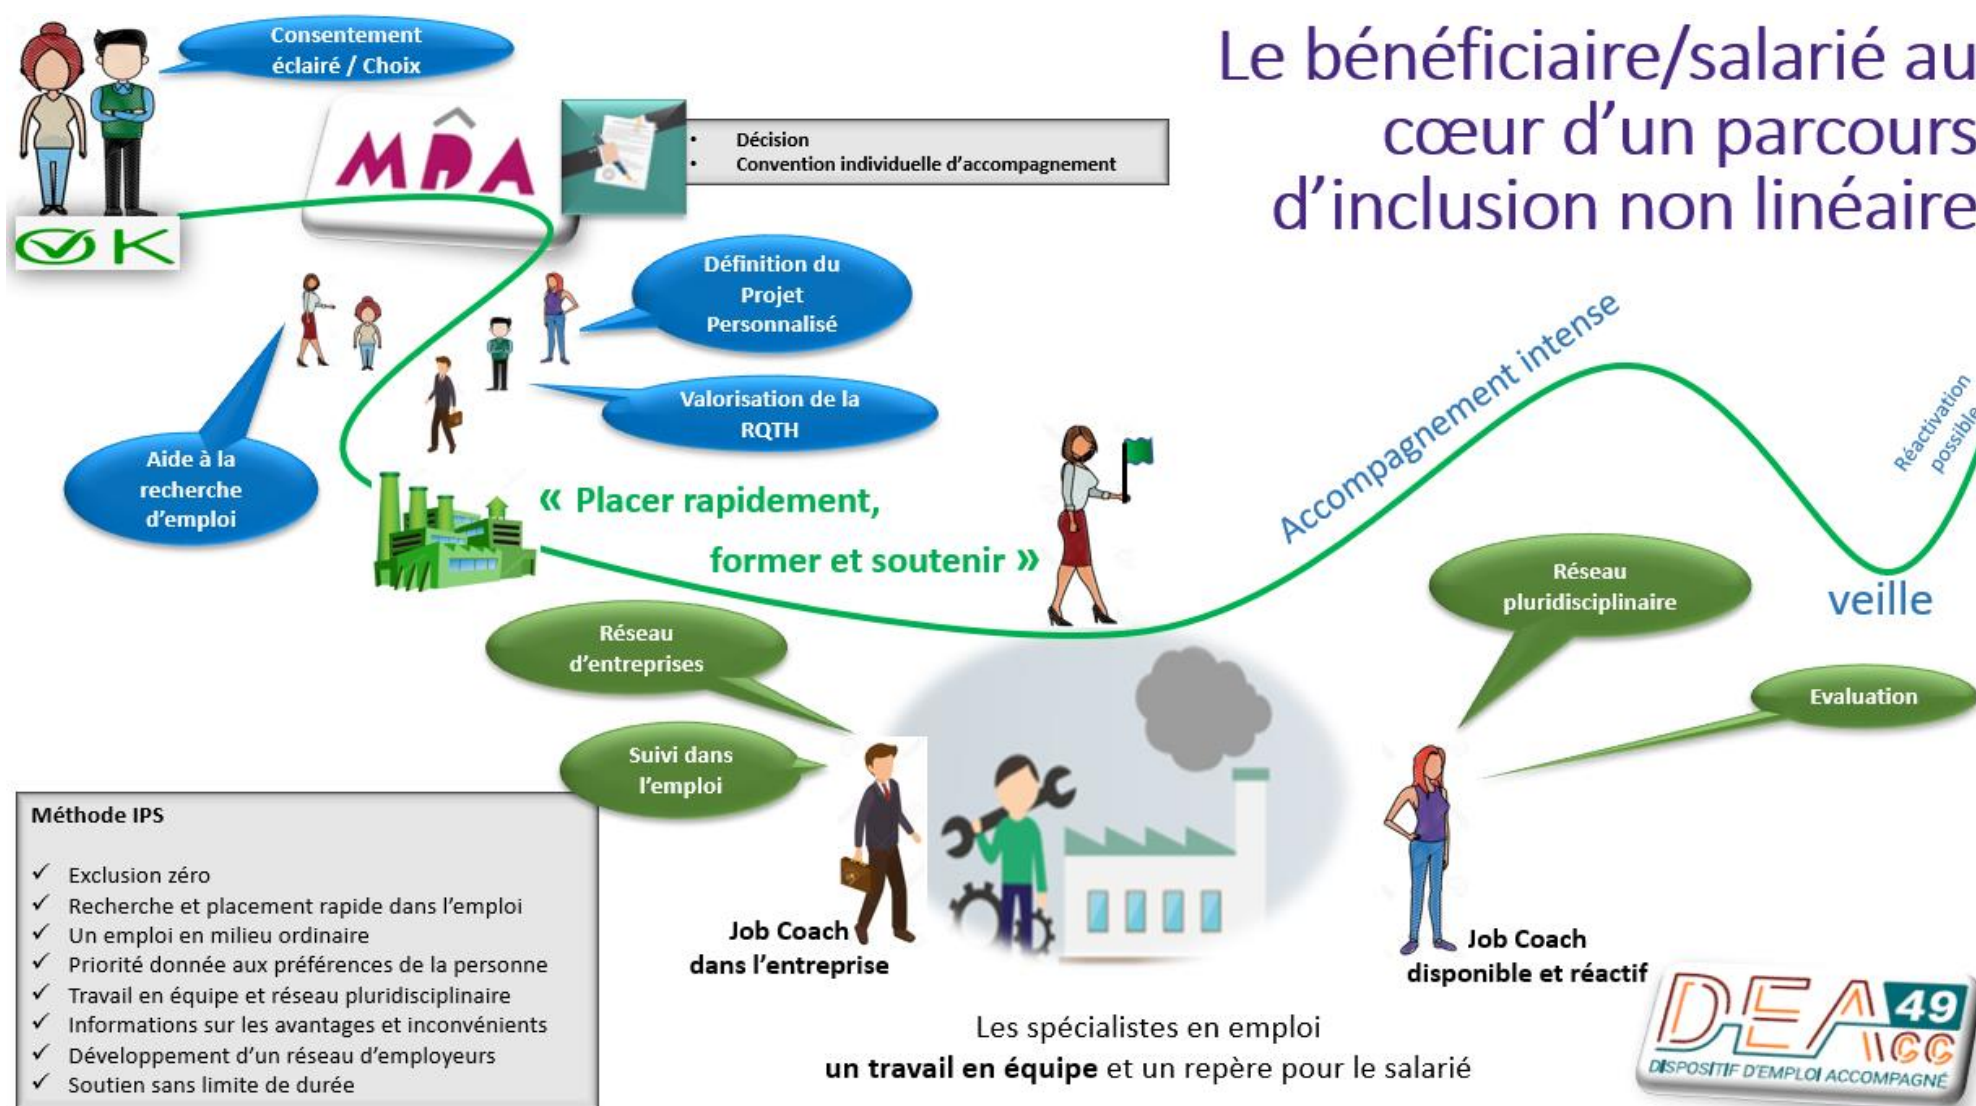 Le bénéficiaire/salarié au
cœur d’un parcours
d’inclusion non linéaire
Consentement
éclairé / Choix
OK
MDA
• Décision
• Convention individuelle d’accompagnement
Définition du
Projet
Personnalisé
Valorisation de la
RQTH
Aide à la
recherche
d’emploi
« Placer rapidement,
former et soutenir »
Accompagnement intense
Réactivation
possible
veille
Réseau
pluridisciplinaire
Evaluation
Réseau
d’entreprises
Suivi dans
l’emploi
Méthode IPS
✓ Exclusion zéro
✓ Recherche et placement rapide dans l’emploi
✓ Un emploi en milieu ordinaire
✓ Priorité donnée aux préférences de la personne
✓ Travail en équipe et réseau pluridisciplinaire
✓ Informations sur les avantages et inconvénients
✓ Développement d’un réseau d’employeurs
✓ Soutien sans limite de durée
Job Coach
dans l’entreprise
Job Coach
disponible et réactif
Les spécialistes en emploi
un travail en équipe et un repère pour le salarié
DEA 49
CC
DISPOSITIF D’EMPLOI ACCOMPAGNÉ